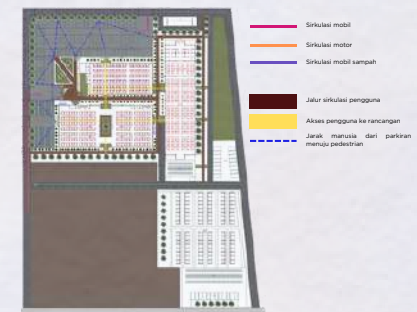 Sirkulasi mobil
Sirkulasi motor
Sirkulasi mobil sampah
Jalur sirkulasi pengguna
Akses pengguna ke rancangan
Jarak manusia dari parkiran
menuju pedestrian